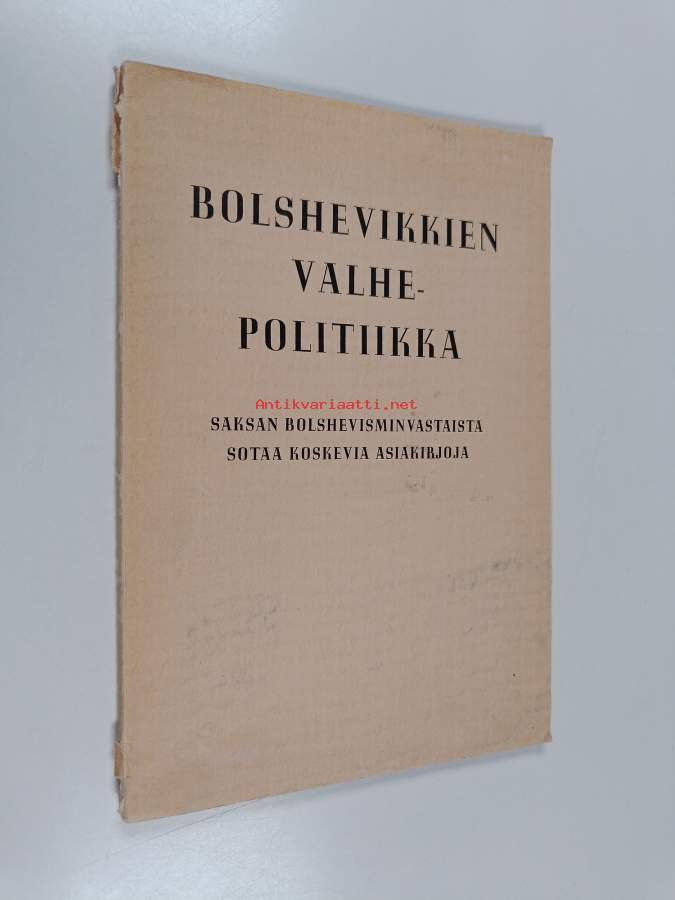 BOLSHEVIKKIEN
VALHE-
POLITIIKKA
Antikvariaatti.net
SAKSAN BOLSHEVISMINVASTAISTA
SOTAA KOSKEVIA ASIAKIRJOJA